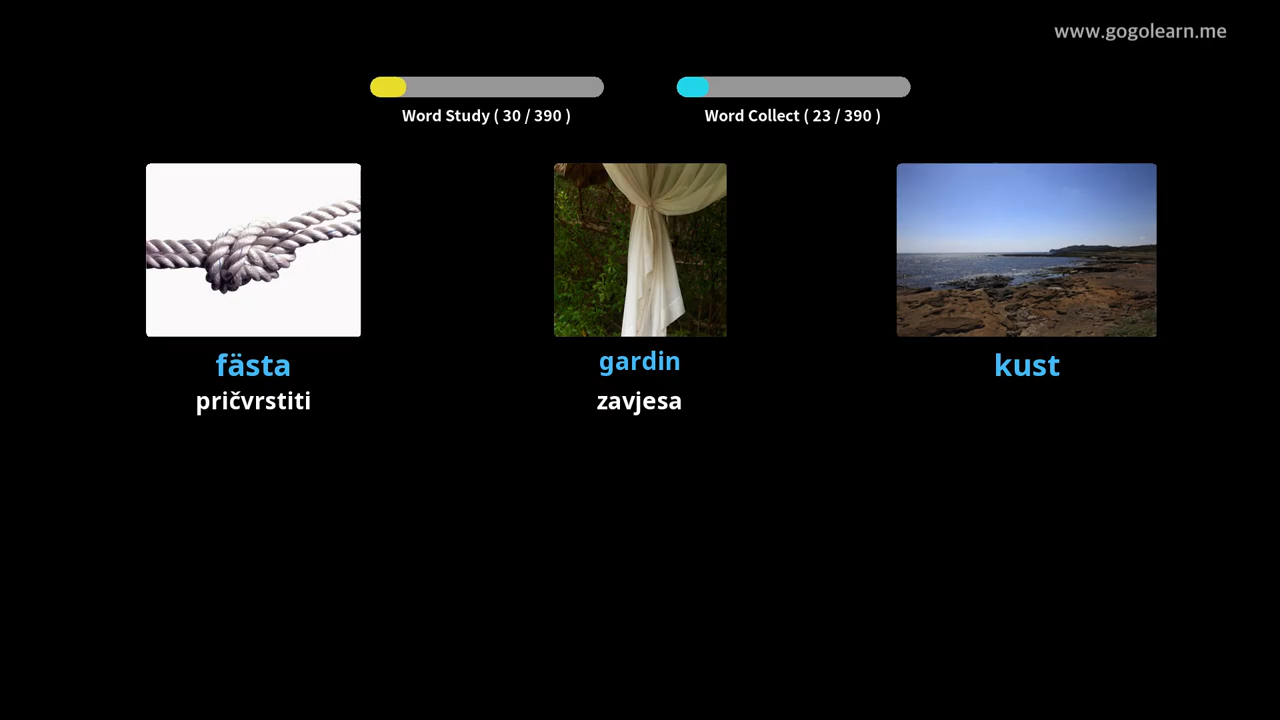 www.gogolearn.me
Word Study ( 30 / 390 )
Word Collect ( 23 / 390 )
fästa
gardin
kust
pričvrstiti
zavjesa